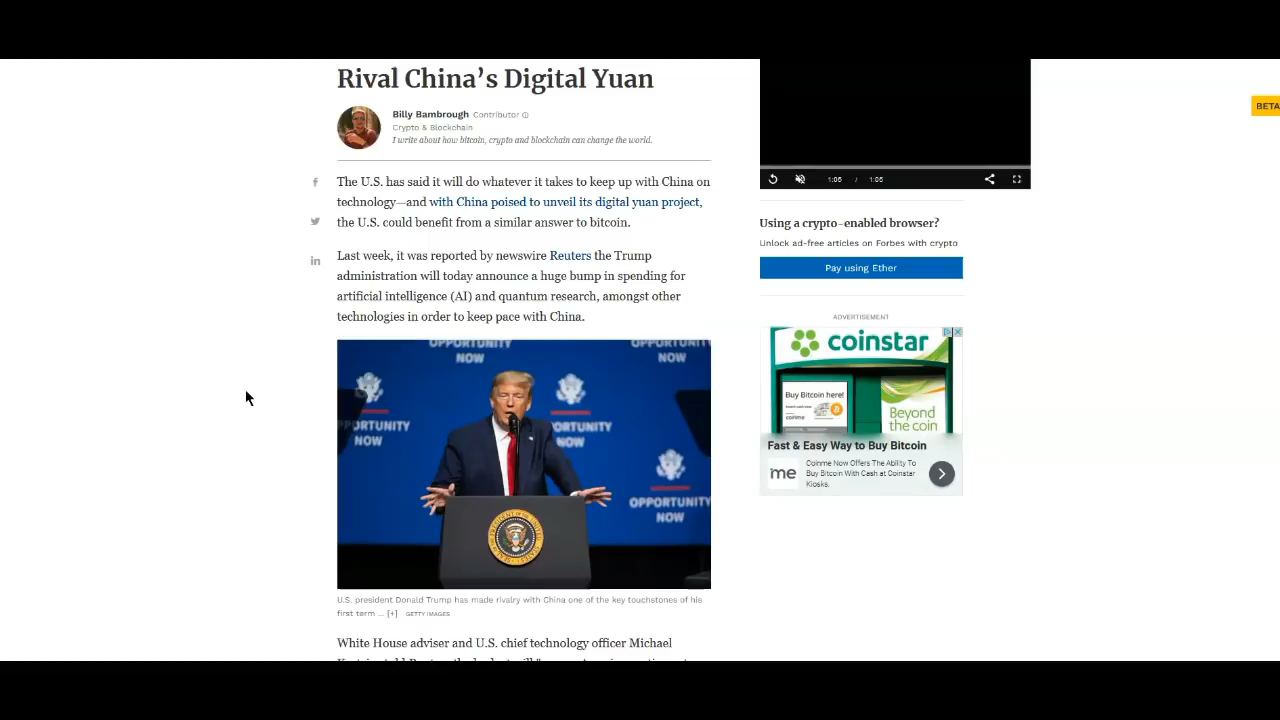 Rival China's Digital Yuan
Billy Bambrough Contributor
Crypto & Blockchain
I write about how bitcoin, crypto and blockchain can change the world.
The U.S. has said it will do whatever it takes to keep up with China on
technology—and with China poised to unveil its digital yuan project,
the U.S. could benefit from a similar answer to bitcoin.
Last week, it was reported by newswire Reuters the Trump
administration will today announce a huge bump in spending for
artificial intelligence (AI) and quantum research, amongst other
technologies in order to keep pace with China.
OPPORTUNITY
NOW
OPPORTUNITY
NOW
OPPORTUNITY
NOW
U.S. president Donald Trump has made rivalry with China one of the key touchstones of his
first term ... [+] GETTY IMAGES
White House adviser and U.S. chief technology officer Michael
1:05 / 1:05
BETA
Using a crypto-enabled browser?
Unlock ad-free articles on Forbes with crypto
Pay using Ether
ADVERTISEMENT
coinstar
Buy Bitcoin here!
Beyond
the coin
Fast & Easy Way to Buy Bitcoin
me
Coinme Now Offers The Ability To
Buy Bitcoin With Cash at Coinstar
Kiosks.